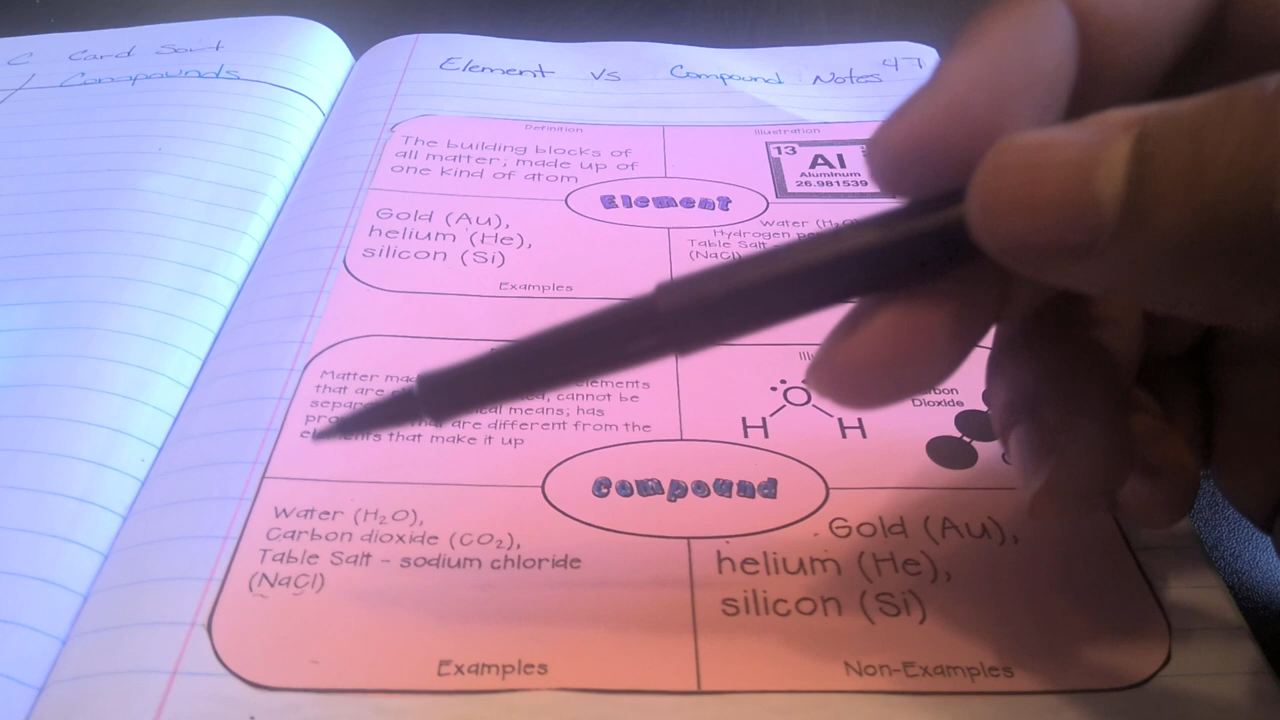 C Card Sort
/ Compounds
Element vs Compound Notes 47
Definition
The building blocks of
all matter; made up of
one kind of atom
Illustration
13
Al
Aluminum
26.981539
Element
Gold (Au),
helium (He),
silicon (Si)
Examples
Water (H₂O)
Hydrogen
Table Salt -
(NaCl)
Matter
elements
that are cannot be
means; has
are different from the
that make it up
O
H H
Dioxide
Compound
Water (H₂O),
Carbon dioxide (CO₂),
Table Salt - sodium chloride
(NaCl)
Examples
Gold (Au),
helium (He),
silicon (Si)
Non-Examples